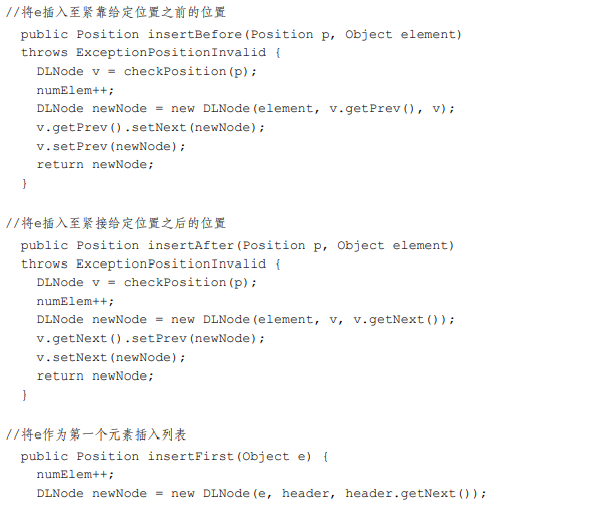 //将e插入至紧靠给定位置之前的位置
public Position insertBefore(Position p, Object element)
throws ExceptionPositionInvalid {
DLNode v = checkPosition(p);
numElem++;
DLNode newNode = new DLNode(element, v.getPrev(), v);
v.getPrev().setNext(newNode);
v.setPrev(newNode);
return newNode;
}
//将e插入至紧接给定位置之后的位置
public Position insertAfter(Position p, Object element)
throws ExceptionPositionInvalid {
DLNode v = checkPosition(p);
numElem++;
DLNode newNode = new DLNode(element, v, v.getNext());
v.getNext().setPrev(newNode);
v.setNext(newNode);
return newNode;
}
//将e作为第一个元素插入列表
public Position insertFirst(Object e) {
numElem++;
DLNode newNode = new DLNode(e, header, header.getNext());